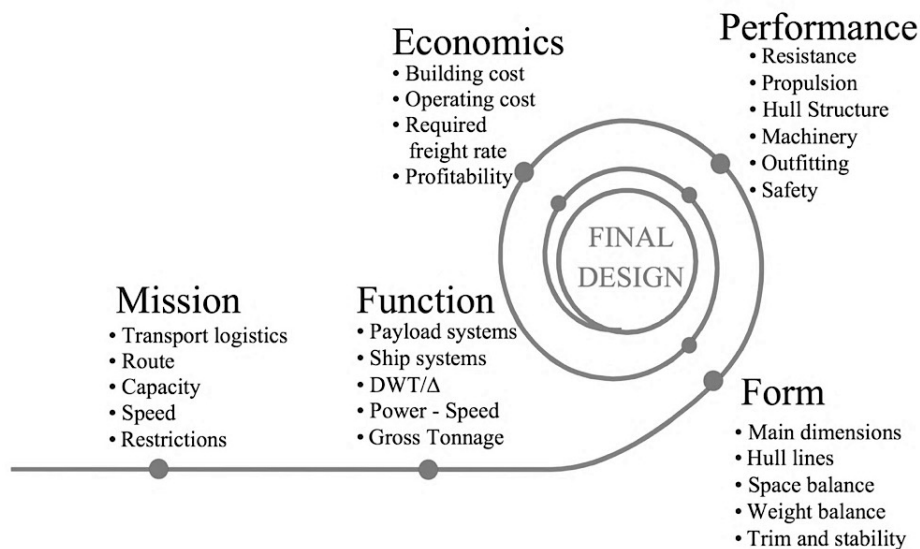 Economics
• Building cost
• Operating cost
• Required
freight rate
• Profitability
Performance
• Resistance
• Propulsion
• Hull Structure
• Machinery
• Outfitting
• Safety
FINAL
DESIGN
Mission
• Transport logistics
• Route
• Capacity
• Speed
• Restrictions
Function
• Payload systems
• Ship systems
• DWT/Δ
• Power - Speed
• Gross Tonnage
Form
• Main dimensions
• Hull lines
• Space balance
• Weight balance
• Trim and stability